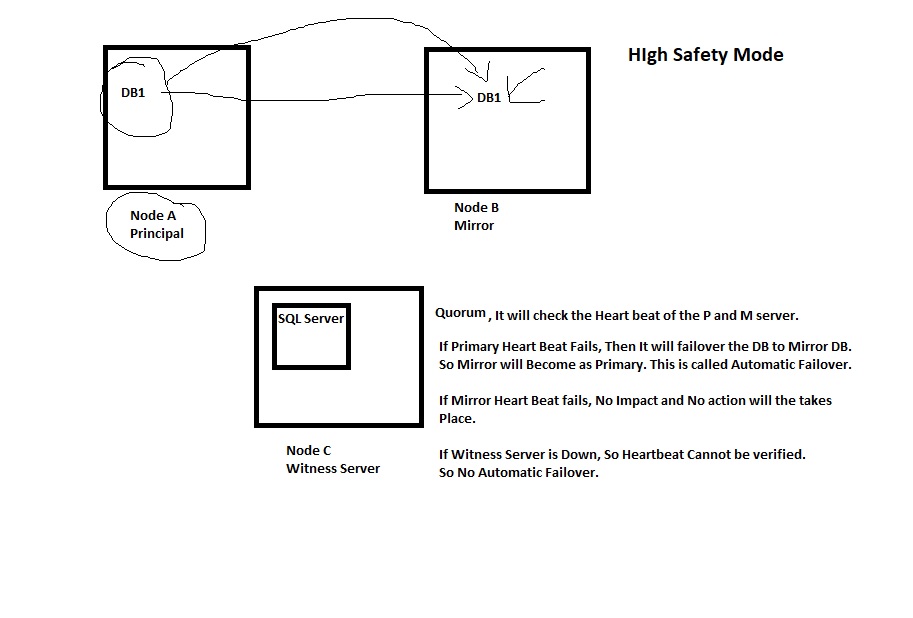 HIgh Safety Mode
DB1
DB1
Node A
Principal
Node B
Mirror
SQL Server
Quorum , It will check the Heart beat of the P and M server.
If Primary Heart Beat Fails, Then It will failover the DB to Mirror DB.
So Mirror will Become as Primary. This is called Automatic Failover.
If Mirror Heart Beat fails, No Impact and No action will the takes
Place.
Node C
Witness Server
If Witness Server is Down, So Heartbeat Cannot be verified.
So No Automatic Failover.